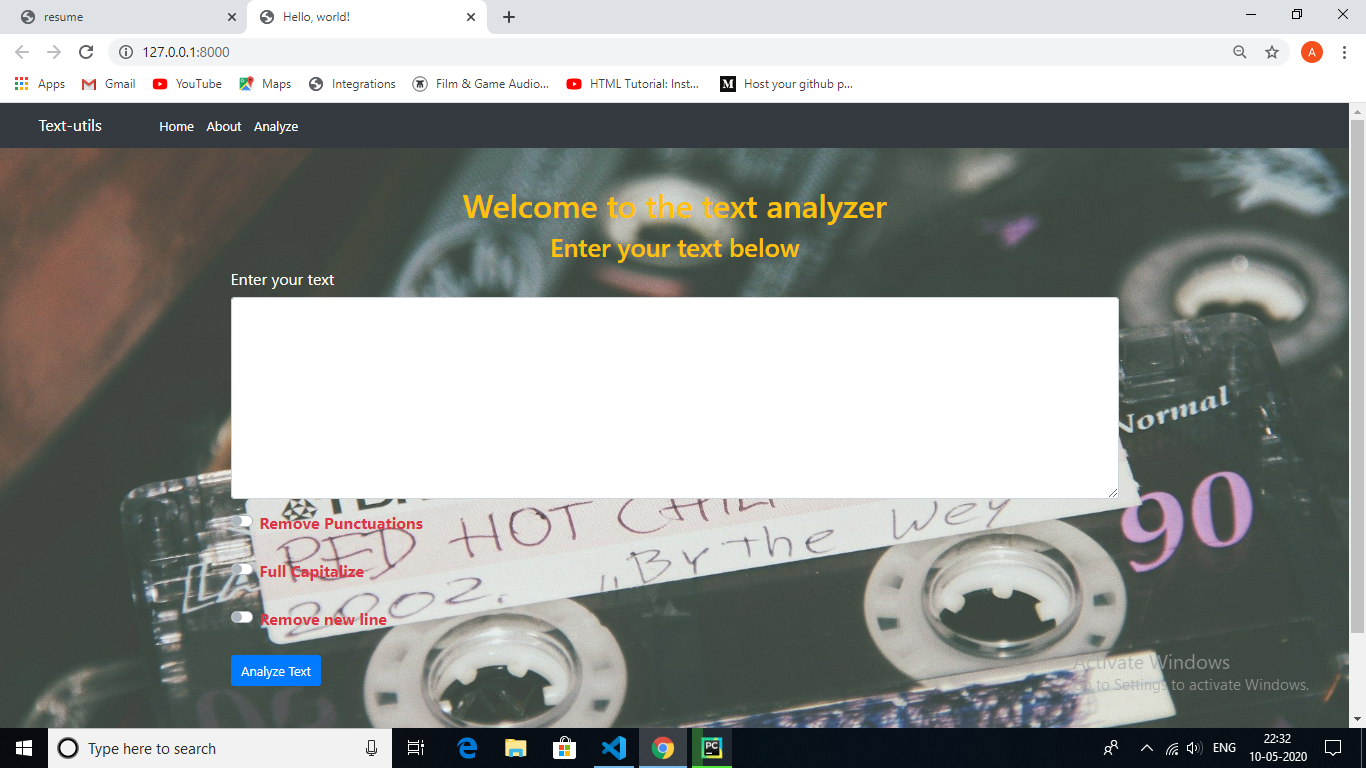 resume
Hello, world!
127.0.0.1:8000
A
Apps Gmail YouTube Maps Integrations Film & Game Audio... HTML Tutorial: Inst... M Host your github p...
Text-utils Home About Analyze
Welcome to the text analyzer
Enter your text below
Enter your text
Normal
90
Remove Punctuations
RED HOT CHILI
"By the Wey
Full Capitalize
2002.
Remove new line
Analyze Text
Activate Windows
Go to Settings to activate Windows.
Type here to search
PC
ENG
22:32
10-05-2020